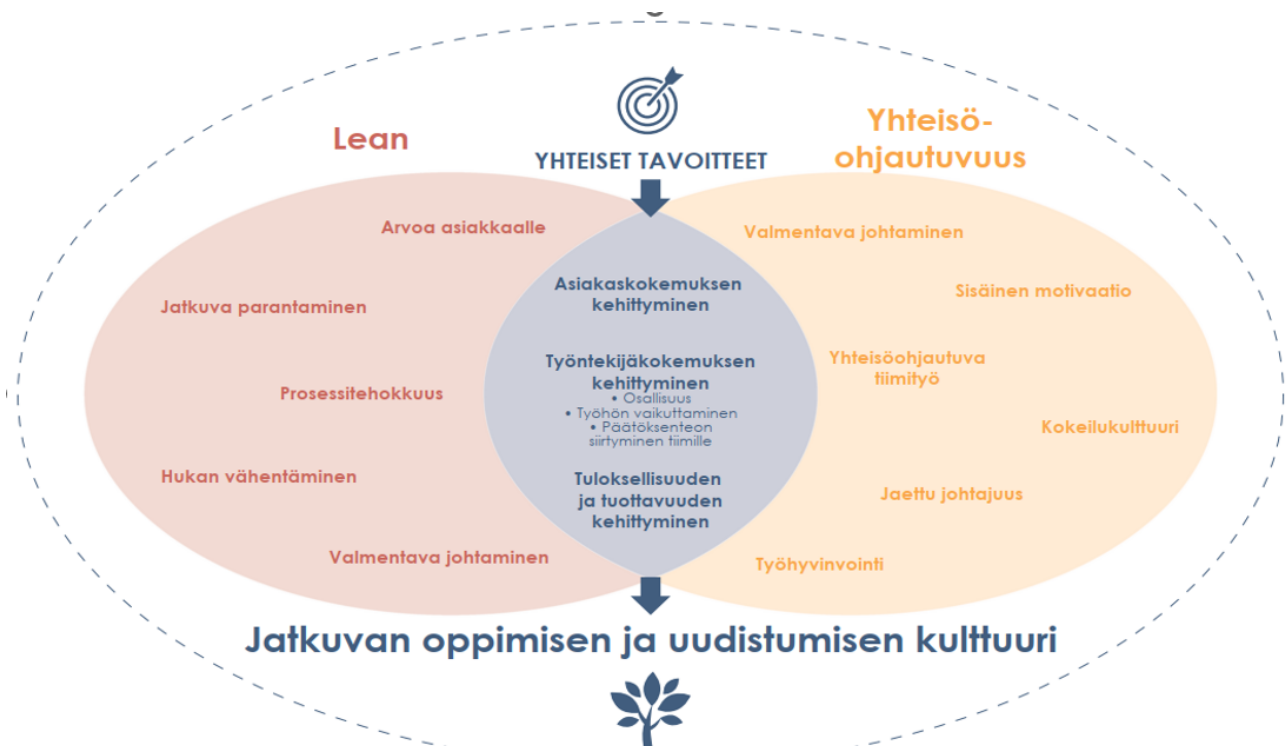 Lean
Yhteisö-
ohjautuvuus
YHTEISET TAVOITTEET
Arvoa asiakkaalle
Jatkuva parantaminen
Prosessitehokkuus
Hukan vähentäminen
Valmentava johtaminen
Asiakaskokemuksen
kehittyminen
Työntekijäkokemuksen
kehittyminen
• Osallisuus
• Työhön vaikuttaminen
• Päätöksenteon
siirtyminen tiimille
Tuloksellisuuden
ja tuottavuuden
kehittyminen
Valmentava johtaminen
Sisäinen motivaatio
Yhteisöohjautuva
tiimityö
Kokeilukulttuuri
Jaettu johtajuus
Työhyvinvointi
Jatkuvan oppimisen ja uudistumisen kulttuuri